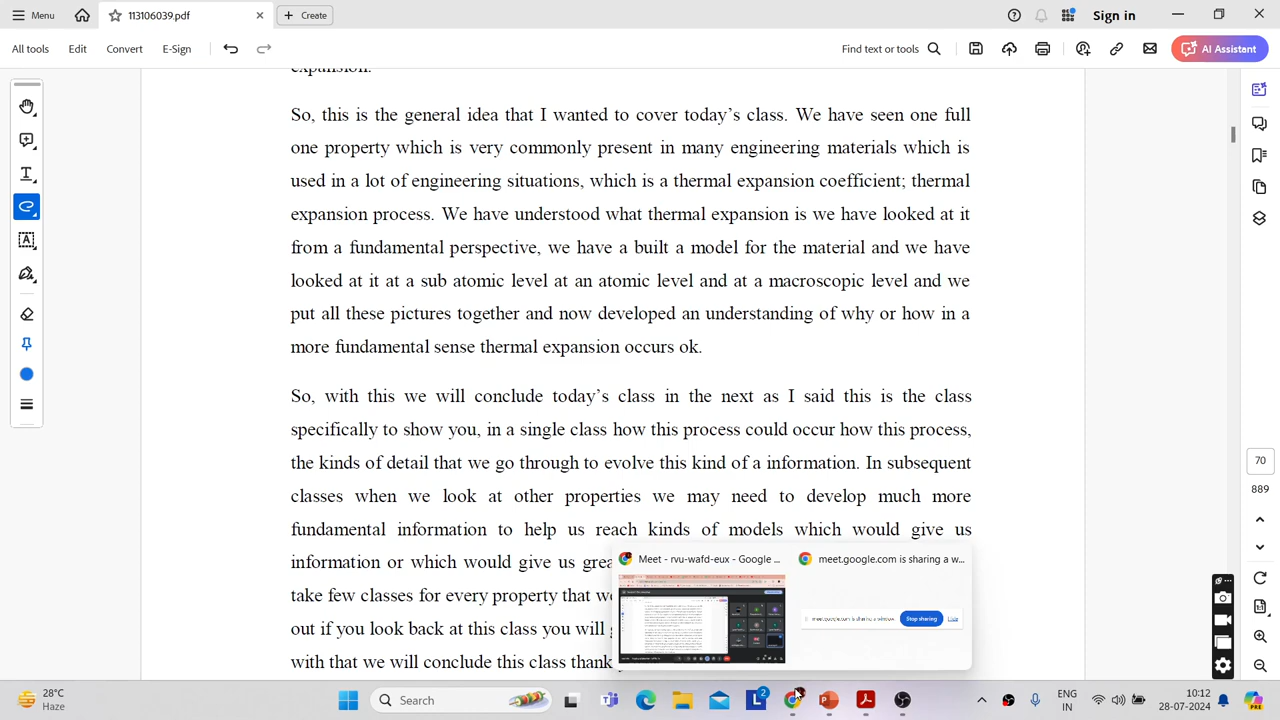 Menu
113106039.pdf
Create
Sign in
All tools
Edit
Convert
E-Sign
Find text or tools
AI Assistant
expansion.
So, this is the general idea that I wanted to cover today's class. We have seen one full
one property which is very commonly present in many engineering materials which is
used in a lot of engineering situations, which is a thermal expansion coefficient; thermal
expansion process. We have understood what thermal expansion is we have looked at it
from a fundamental perspective, we have a built a model for the material and we have
looked at it at a sub atomic level at an atomic level and at a macroscopic level and we
put all these pictures together and now developed an understanding of why or how in a
more fundamental sense thermal expansion occurs ok.
So, with this we will conclude today's class in the next as I said this is the class
specifically to show you, in a single class how this process could occur how this process,
the kinds of detail that we go through to evolve this kind of a information. In subsequent
classes when we look at other properties we may need to develop much more
fundamental information to help us reach kinds of models which would give us
information or which would give us
take few classes for every property that
out if you look back at this class you will
with that we will conclude this class
70
889
Meet - rvu-wafd-eux - Google ...
meet.google.com is sharing a w...
Stop sharing
28°C
Haze
Search
2
ENG
IN
10:12
28-07-2024